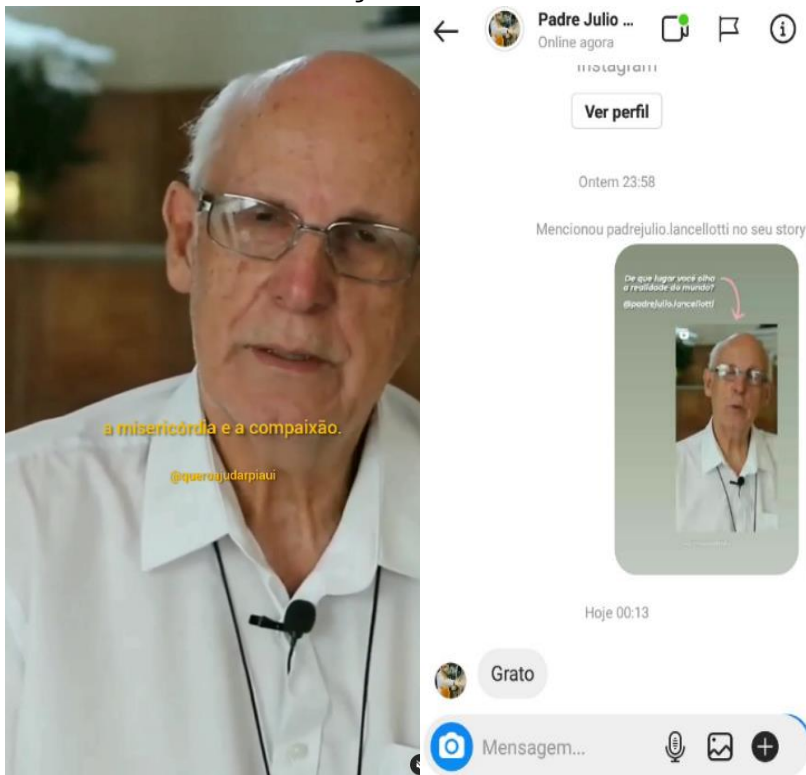 a misericórdia e a compaixão.
@queroajudarpiaui
Padre Julio ...
Online agora
Instagram
Ver perfil
Ontem 23:58
Mencionou padrejulio.lancellotti no seu story
De que lugar você olha
a realidade do mundo?
@padrejulio.lancellotti
Hoje 00:13
Grato
Mensagem...